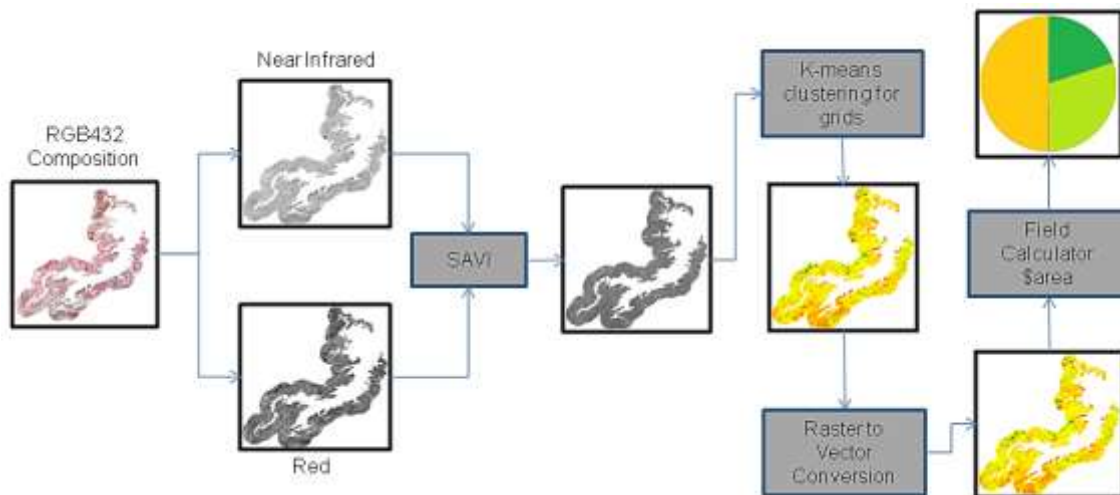 RGB432
Composition
Near Infrared
Red
SAVI
K-means
clustering for
grids
Raster to
Vector
Conversion
Field
Calculator
$area